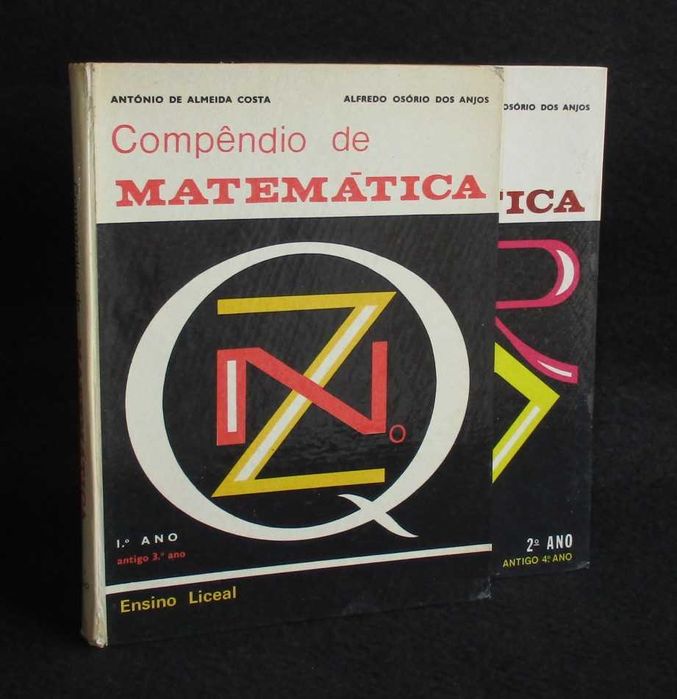 ANTÓNIO DE ALMEIDA COSTA ALFREDO OSÓRIO DOS ANJOS
Compêndio de
MATEMÁTICA
Q
Z
N
o
1.º ANO
antigo 3.º ano
Ensino Liceal
OSÓRIO DOS ANJOS
TICA
2º ANO
ANTIGO 4º ANO